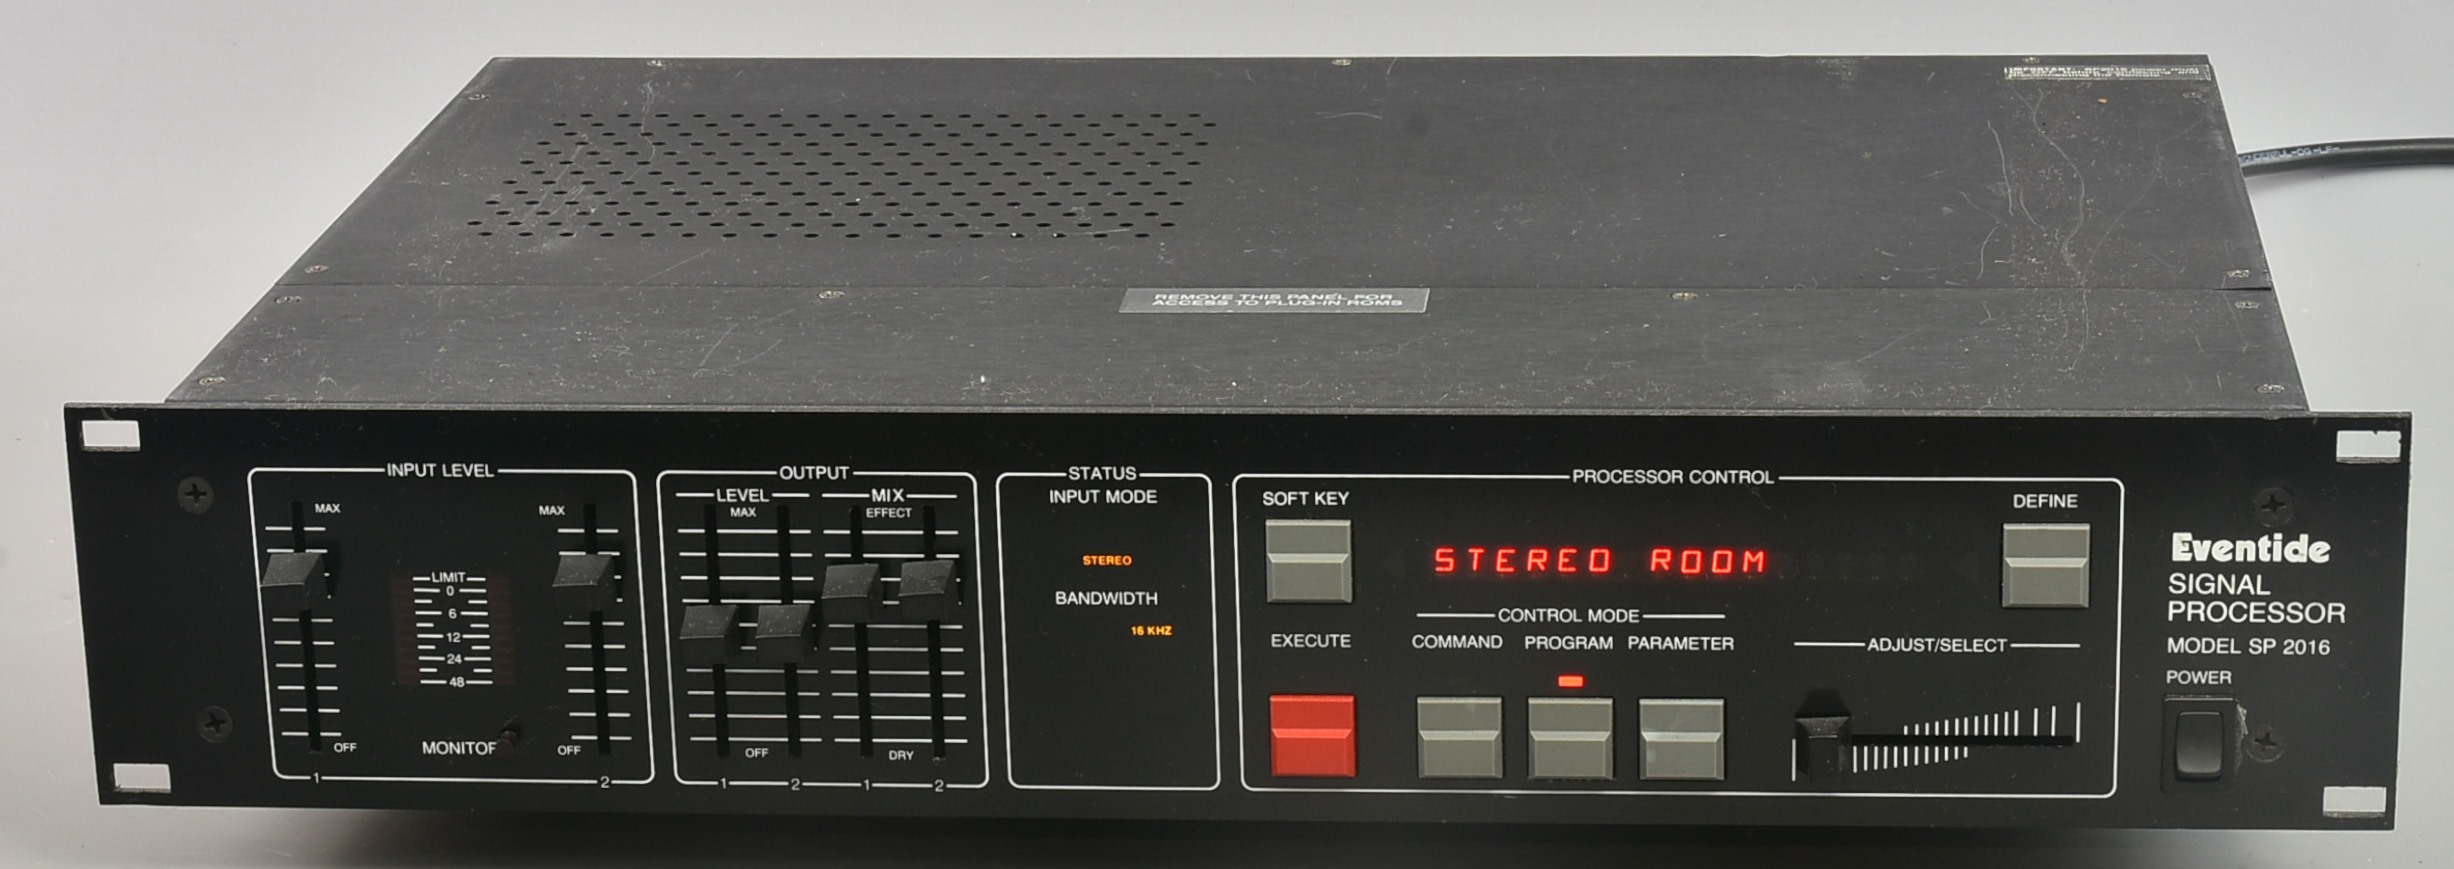 REMOVE THIS PANEL FOR
ACCESS TO PLUG-IN ROMS
INPUT LEVEL
MAX
MAX
LIMIT
0
6
12
24
48
OFF
MONITOR
OFF
1
2
OUTPUT
LEVEL
MIX
MAX
EFFECT
OFF
DRY
1
2
1
2
STATUS
INPUT MODE
STEREO
BANDWIDTH
16 KHZ
PROCESSOR CONTROL
SOFT KEY
DEFINE
STEREO ROOM
CONTROL MODE
EXECUTE
COMMAND
PROGRAM
PARAMETER
ADJUST/SELECT
Eventide
SIGNAL
PROCESSOR
MODEL SP 2016
POWER